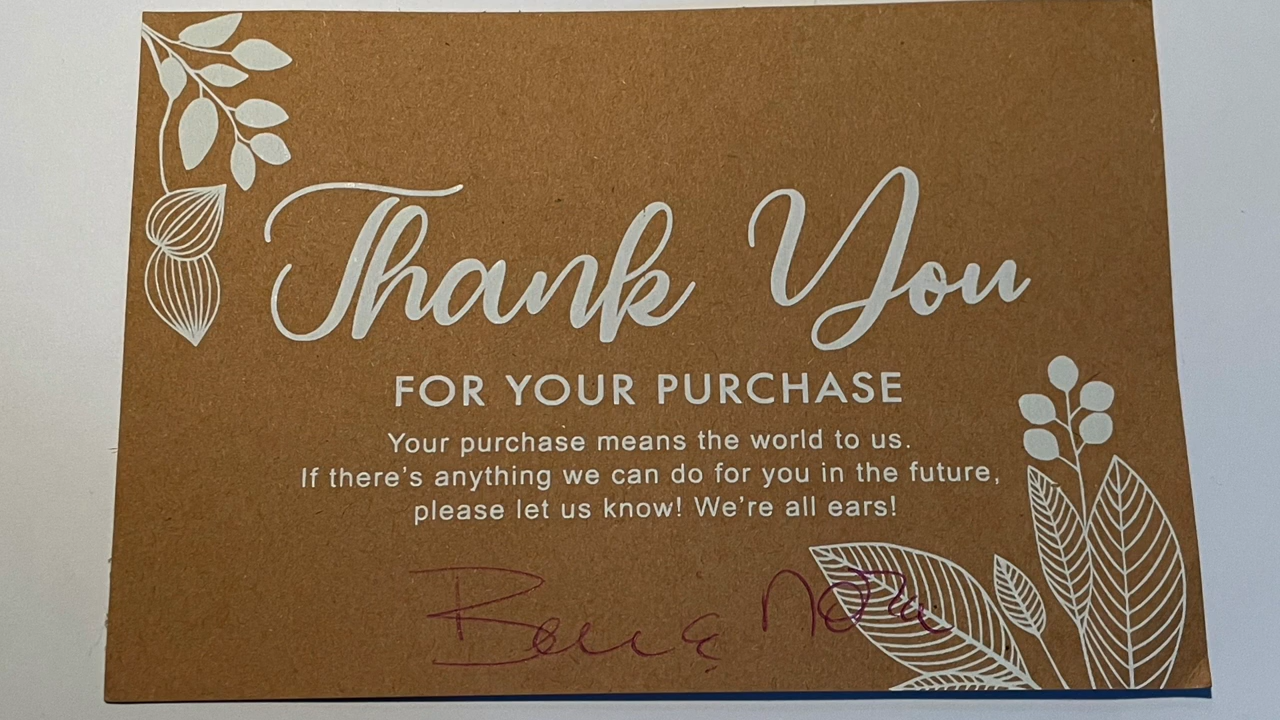 Thank You
FOR YOUR PURCHASE
Your purchase means the world to us.
If there's anything we can do for you in the future,
please let us know! We're all ears!
& Nora